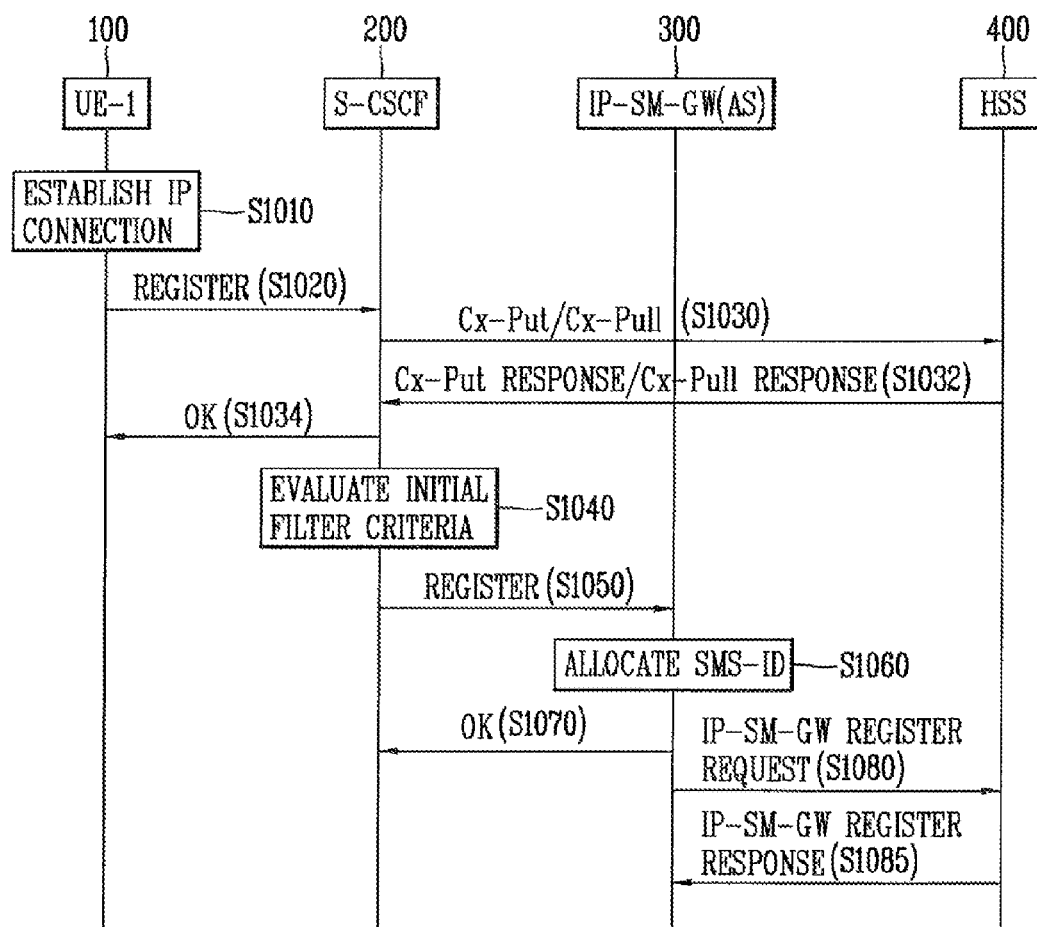 100 200 300 400
UE-1 S-CSCF IP-SM-GW(AS) HSS
ESTABLISH IP
CONNECTION
S1010
REGISTER (S1020)
Cx-Put/Cx-Pull (S1030)
Cx-Put RESPONSE/Cx-Pull RESPONSE(S1032)
OK (S1034)
EVALUATE INITIAL
FILTER CRITERIA
S1040
REGISTER (S1050)
ALLOCATE SMS-ID
S1060
OK (S1070)
IP-SM-GW REGISTER
REQUEST (S1080)
IP-SM-GW REGISTER
RESPONSE (S1085)